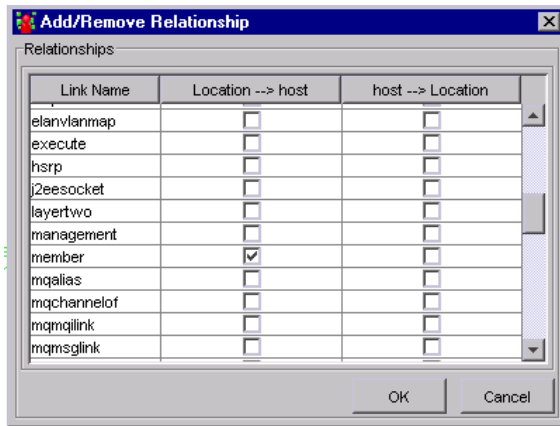 Add/Remove Relationship
Relationships
Link Name Location --> host host --> Location
elanvlanmap
execute
hsrp
j2eesocket
layertwo
management
member
mqalias
mqchannelof
mqmqilink
mqmsglink
OK Cancel